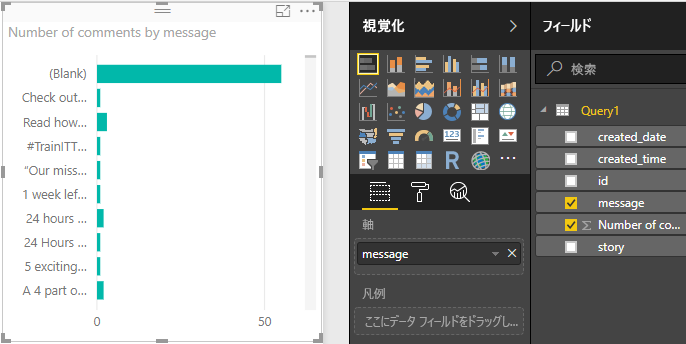 Number of comments by message
(Blank)
Check out...
Read how...
#TrainITT...
"Our miss...
1 week lef...
24 hours ...
24 Hours ...
5 exciting...
A 4 part o...
0
50
視覚化
123
R
軸
message
凡例
ここにデータ フィールドをドラッグし...
フィールド
検索
Query1
created_date
created_time
id
message
Σ Number of co...
story